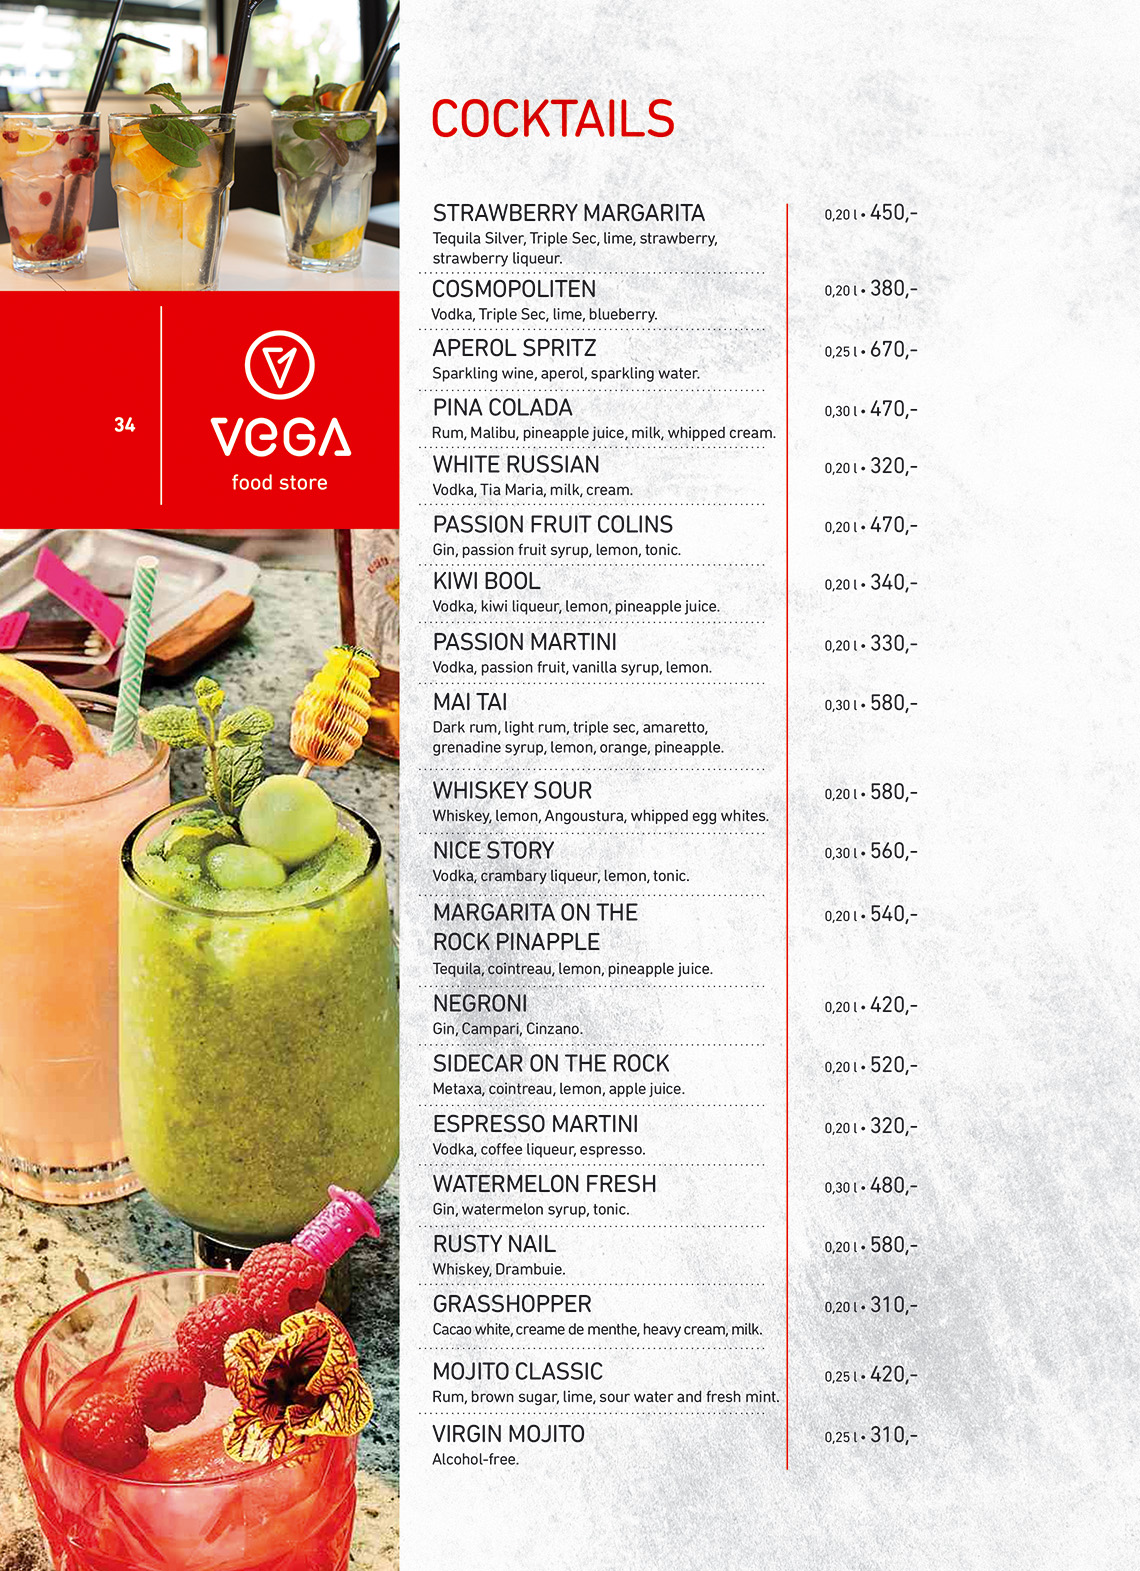 COCKTAILS
STRAWBERRY MARGARITA 0,20 l • 450,-
Tequila Silver, Triple Sec, lime, strawberry,
strawberry liqueur.
COSMOPOLITEN 0,20 l • 380,-
Vodka, Triple Sec, lime, blueberry.
APEROL SPRITZ 0,25 l • 670,-
Sparkling wine, aperol, sparkling water.
PINA COLADA 0,30 l • 470,-
Rum, Malibu, pineapple juice, milk, whipped cream.
WHITE RUSSIAN 0,20 l • 320,-
Vodka, Tia Maria, milk, cream.
PASSION FRUIT COLINS 0,20 l • 470,-
Gin, passion fruit syrup, lemon, tonic.
KIWI BOOL 0,20 l • 340,-
Vodka, kiwi liqueur, lemon, pineapple juice.
PASSION MARTINI 0,20 l • 330,-
Vodka, passion fruit, vanilla syrup, lemon.
MAI TAI 0,30 l • 580,-
Dark rum, light rum, triple sec, amaretto,
grenadine syrup, lemon, orange, pineapple.
WHISKEY SOUR 0,20 l • 580,-
Whiskey, lemon, Angoustura, whipped egg whites.
NICE STORY 0,30 l • 560,-
Vodka, crambary liqueur, lemon, tonic.
MARGARITA ON THE 0,20 l • 540,-
ROCK PINAPPLE
Tequila, cointreau, lemon, pineapple juice.
NEGRONI 0,20 l • 420,-
Gin, Campari, Cinzano.
SIDECAR ON THE ROCK 0,20 l • 520,-
Metaxa, cointreau, lemon, apple juice.
ESPRESSO MARTINI 0,20 l • 320,-
Vodka, coffee liqueur, espresso.
WATERMELON FRESH 0,30 l • 480,-
Gin, watermelon syrup, tonic.
RUSTY NAIL 0,20 l • 580,-
Whiskey, Drambuie.
GRASSHOPPER 0,20 l • 310,-
Cacao white, creame de menthe, heavy cream, milk.
MOJITO CLASSIC 0,25 l • 420,-
Rum, brown sugar, lime, sour water and fresh mint.
VIRGIN MOJITO 0,25 l • 310,-
Alcohol-free.
34
VEGA
food store